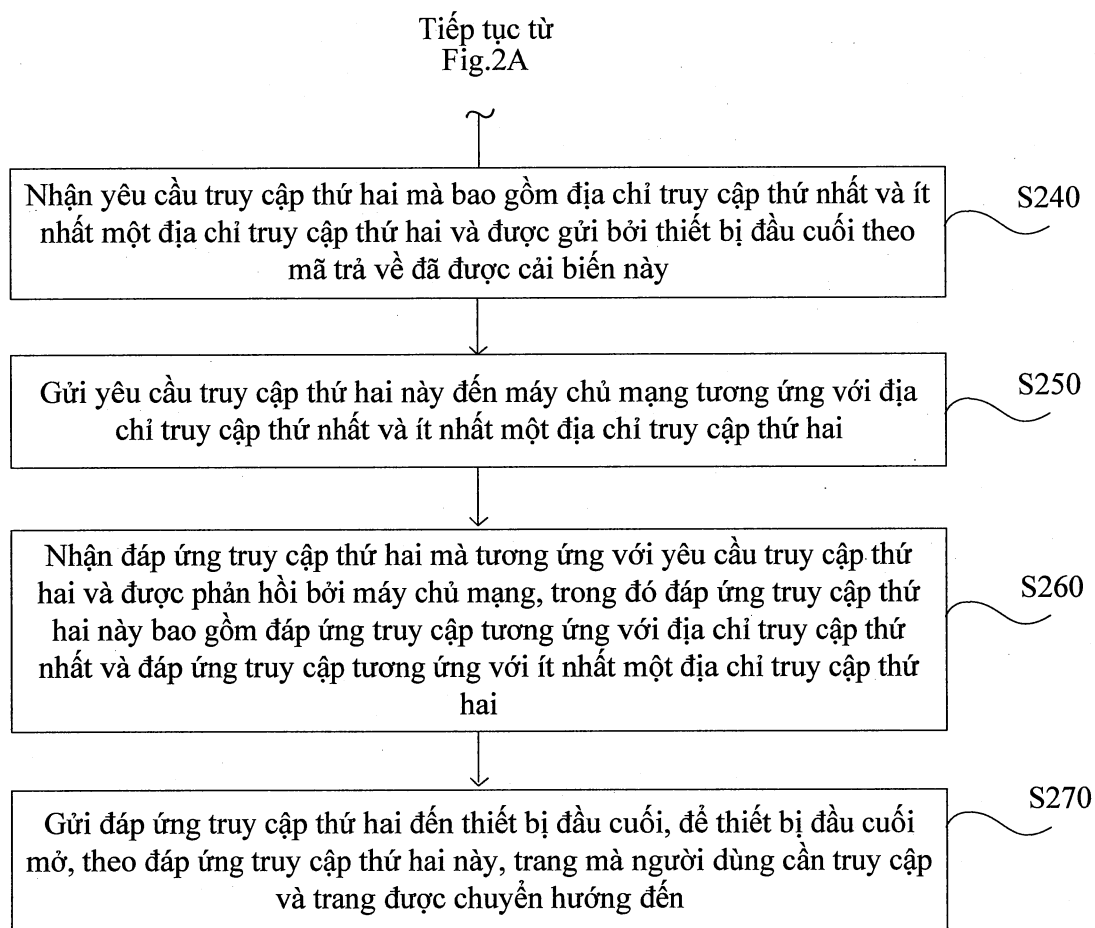 Tiếp tục từ
Fig.2A
Nhận yêu cầu truy cập thứ hai mà bao gồm địa chỉ truy cập thứ nhất và ít
nhất một địa chỉ truy cập thứ hai và được gửi bởi thiết bị đầu cuối theo
mã trả về đã được cải biến này
S240
Gửi yêu cầu truy cập thứ hai này đến máy chủ mạng tương ứng với địa
chỉ truy cập thứ nhất và ít nhất một địa chỉ truy cập thứ hai
S250
Nhận đáp ứng truy cập thứ hai mà tương ứng với yêu cầu truy cập thứ
hai và được phản hồi bởi máy chủ mạng, trong đó đáp ứng truy cập thứ
hai này bao gồm đáp ứng truy cập tương ứng với địa chỉ truy cập thứ
nhất và đáp ứng truy cập tương ứng với ít nhất một địa chỉ truy cập thứ
hai
S260
Gửi đáp ứng truy cập thứ hai đến thiết bị đầu cuối, để thiết bị đầu cuối
mở, theo đáp ứng truy cập thứ hai này, trang mà người dùng cần truy cập
và trang được chuyển hướng đến
S270